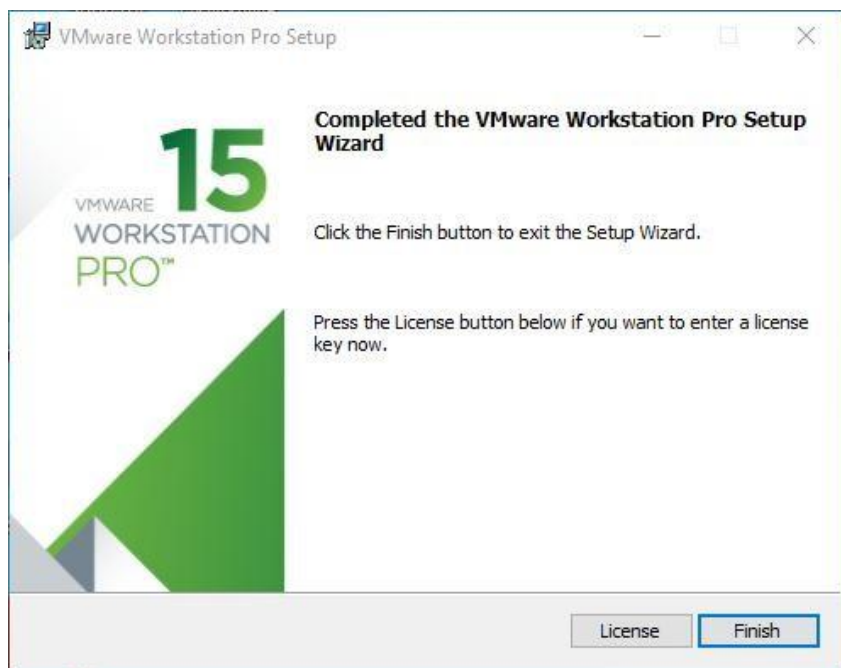 VMware Workstation Pro Setup
15
VMWARE
WORKSTATION
PRO™
Completed the VMware Workstation Pro Setup
Wizard
Click the Finish button to exit the Setup Wizard.
Press the License button below if you want to enter a license
key now.
License
Finish